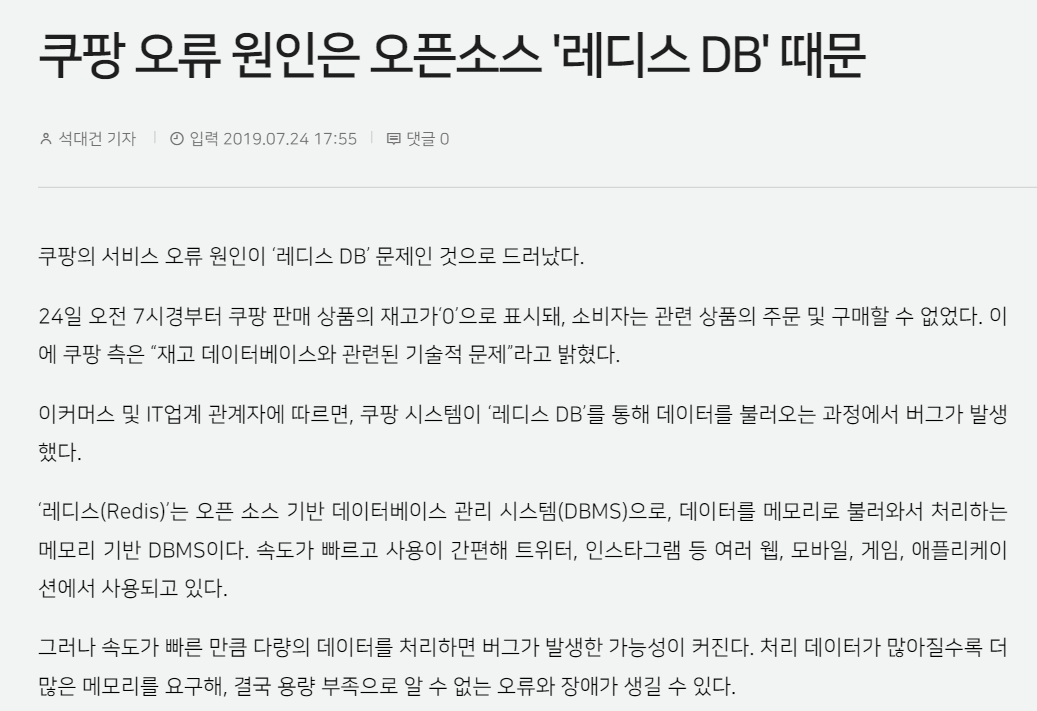 쿠팡 오류 원인은 오픈소스 '레디스 DB' 때문
석대건 기자 입력 2019.07.24 17:55 댓글 0
쿠팡의 서비스 오류 원인이 ‘레디스 DB’ 문제인 것으로 드러났다.
24일 오전 7시경부터 쿠팡 판매 상품의 재고가‘0’으로 표시돼, 소비자는 관련 상품의 주문 및 구매할 수 없었다. 이
에 쿠팡 측은 “재고 데이터베이스와 관련된 기술적 문제”라고 밝혔다.
이커머스 및 IT업계 관계자에 따르면, 쿠팡 시스템이 ‘레디스 DB’를 통해 데이터를 불러오는 과정에서 버그가 발생
했다.
‘레디스(Redis)’는 오픈 소스 기반 데이터베이스 관리 시스템(DBMS)으로, 데이터를 메모리로 불러와서 처리하는
메모리 기반 DBMS이다. 속도가 빠르고 사용이 간편해 트위터, 인스타그램 등 여러 웹, 모바일, 게임, 애플리케이
션에서 사용되고 있다.
그러나 속도가 빠른 만큼 다량의 데이터를 처리하면 버그가 발생한 가능성이 커진다. 처리 데이터가 많아질수록 더
많은 메모리를 요구해, 결국 용량 부족으로 알 수 없는 오류와 장애가 생길 수 있다.